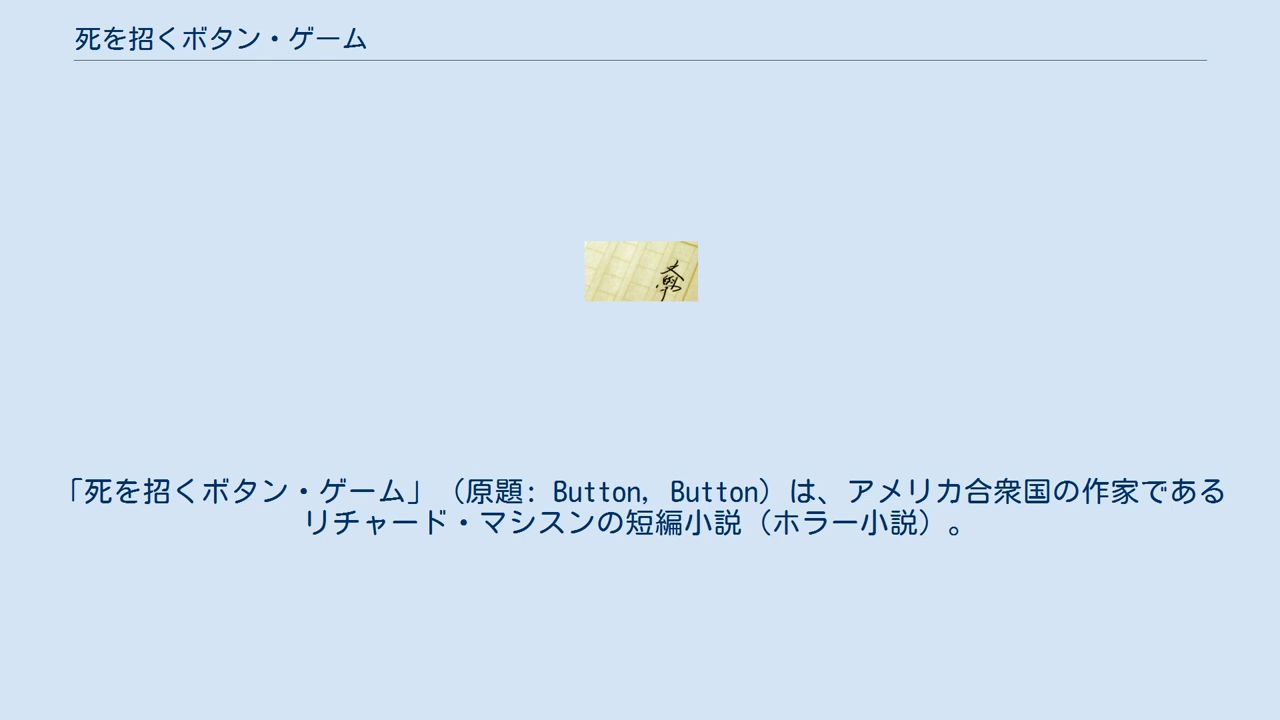 死を招くボタン・ゲーム
「死を招くボタン・ゲーム」（原題: Button, Button）は、アメリカ合衆国の作家である
リチャード・マシスンの短編小説（ホラー小説）。